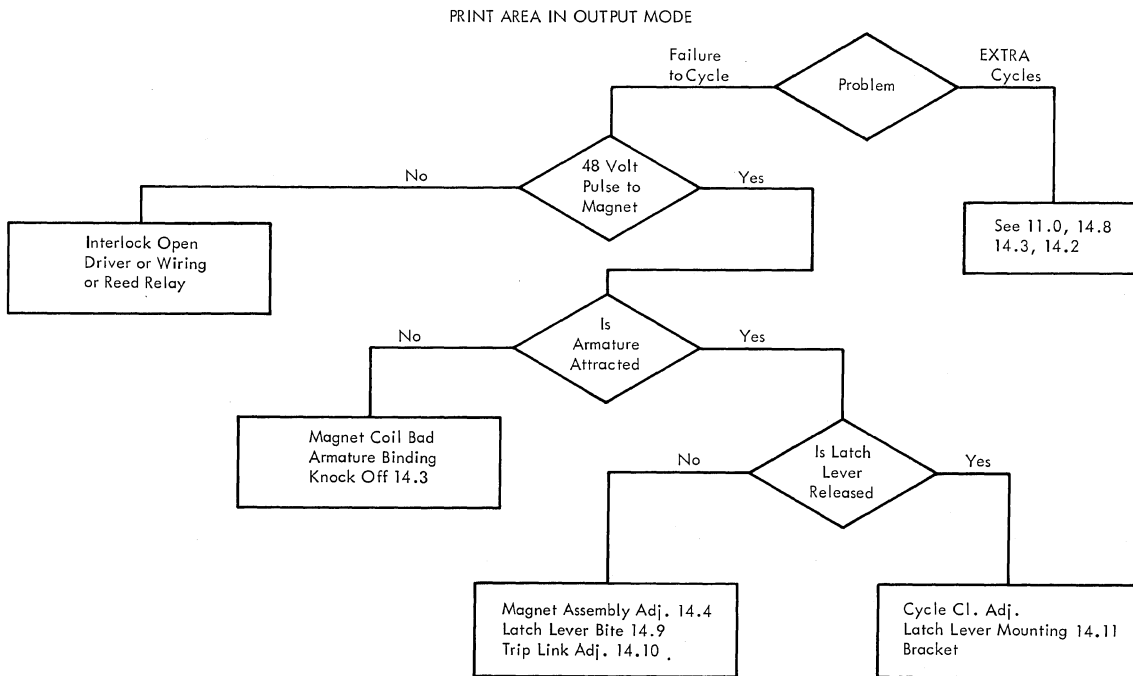 PRINT AREA IN OUTPUT MODE
Failure
to Cycle
Problem
EXTRA
Cycles
No
48 Volt
Pulse to
Magnet
Yes
See 11.0, 14.8
14.3, 14.2
Interlock Open
Driver or Wiring
or Reed Relay
No
Is
Armature
Attracted
Yes
Magnet Coil Bad
Armature Binding
Knock Off 14.3
No
Is Latch
Lever
Released
Yes
Magnet Assembly Adj. 14.4
Latch Lever Bite 14.9
Trip Link Adj. 14.10
Cycle Cl. Adj.
Latch Lever Mounting 14.11
Bracket